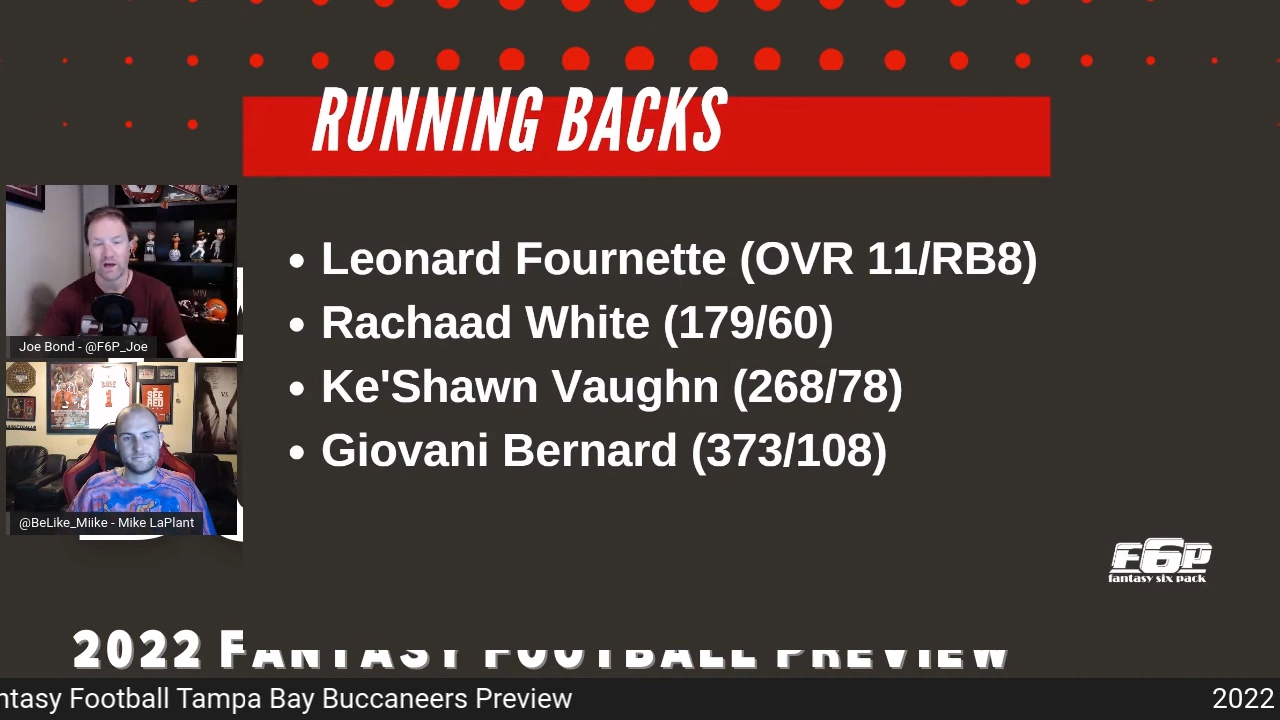 RUNNING BACKS
• Leonard Fournette (OVR 11/RB8)
• Rachaad White (179/60)
• Ke'Shawn Vaughn (268/78)
• Giovani Bernard (373/108)
WIN
Joe Bond - @F6P_Joe
1
@BeLike_Miike - Mike LaPlant
F6P
fantasy six pack
2022 FANTASY FOOTBALL PREVIEW
ntasy Football Tampa Bay Buccaneers Preview
2022